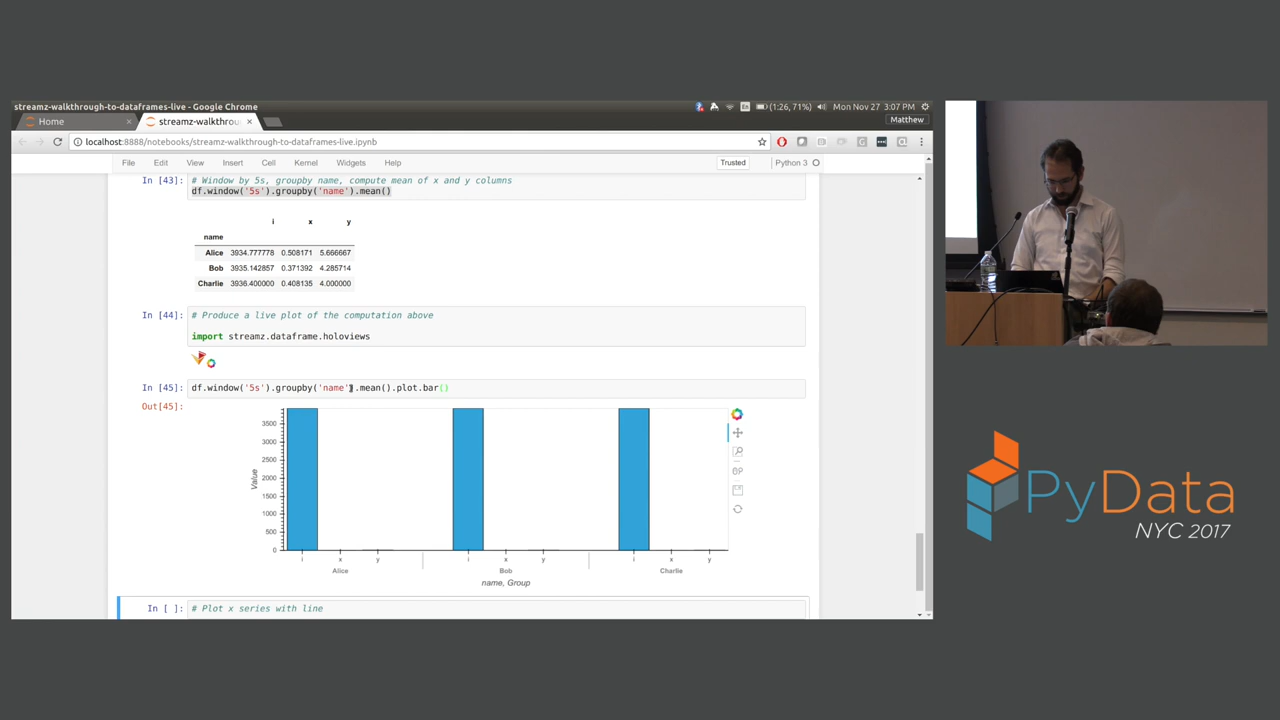 streamz-walkthrough-to-dataframes-live - Google Chrome
En (1:26, 71%) Mon Nov 27 3:07 PM
Home × streamz-walkthrou × Matthew
localhost:8888/notebooks/streamz-walkthrough-to-dataframes-live.ipynb
File Edit View Insert Cell Kernel Widgets Help Trusted Python 3
In [43]: # Window by 5s, groupby name, compute mean of x and y columns
df.window('5s').groupby('name').mean()
i x y
name
Alice 3934.777778 0.508171 5.666667
Bob 3935.142857 0.371392 4.285714
Charlie 3936.400000 0.408135 4.000000
In [44]: # Produce a live plot of the computation above
import streamz.dataframe.holoviews
In [45]: df.window('5s').groupby('name').mean().plot.bar()
Out[45]:
3500
3000
2500
2000
1500
1000
500
0
Value
i x y i x y i x y
Alice Bob Charlie
name, Group
In [ ]: # Plot x series with line
PyData
NYC 2017